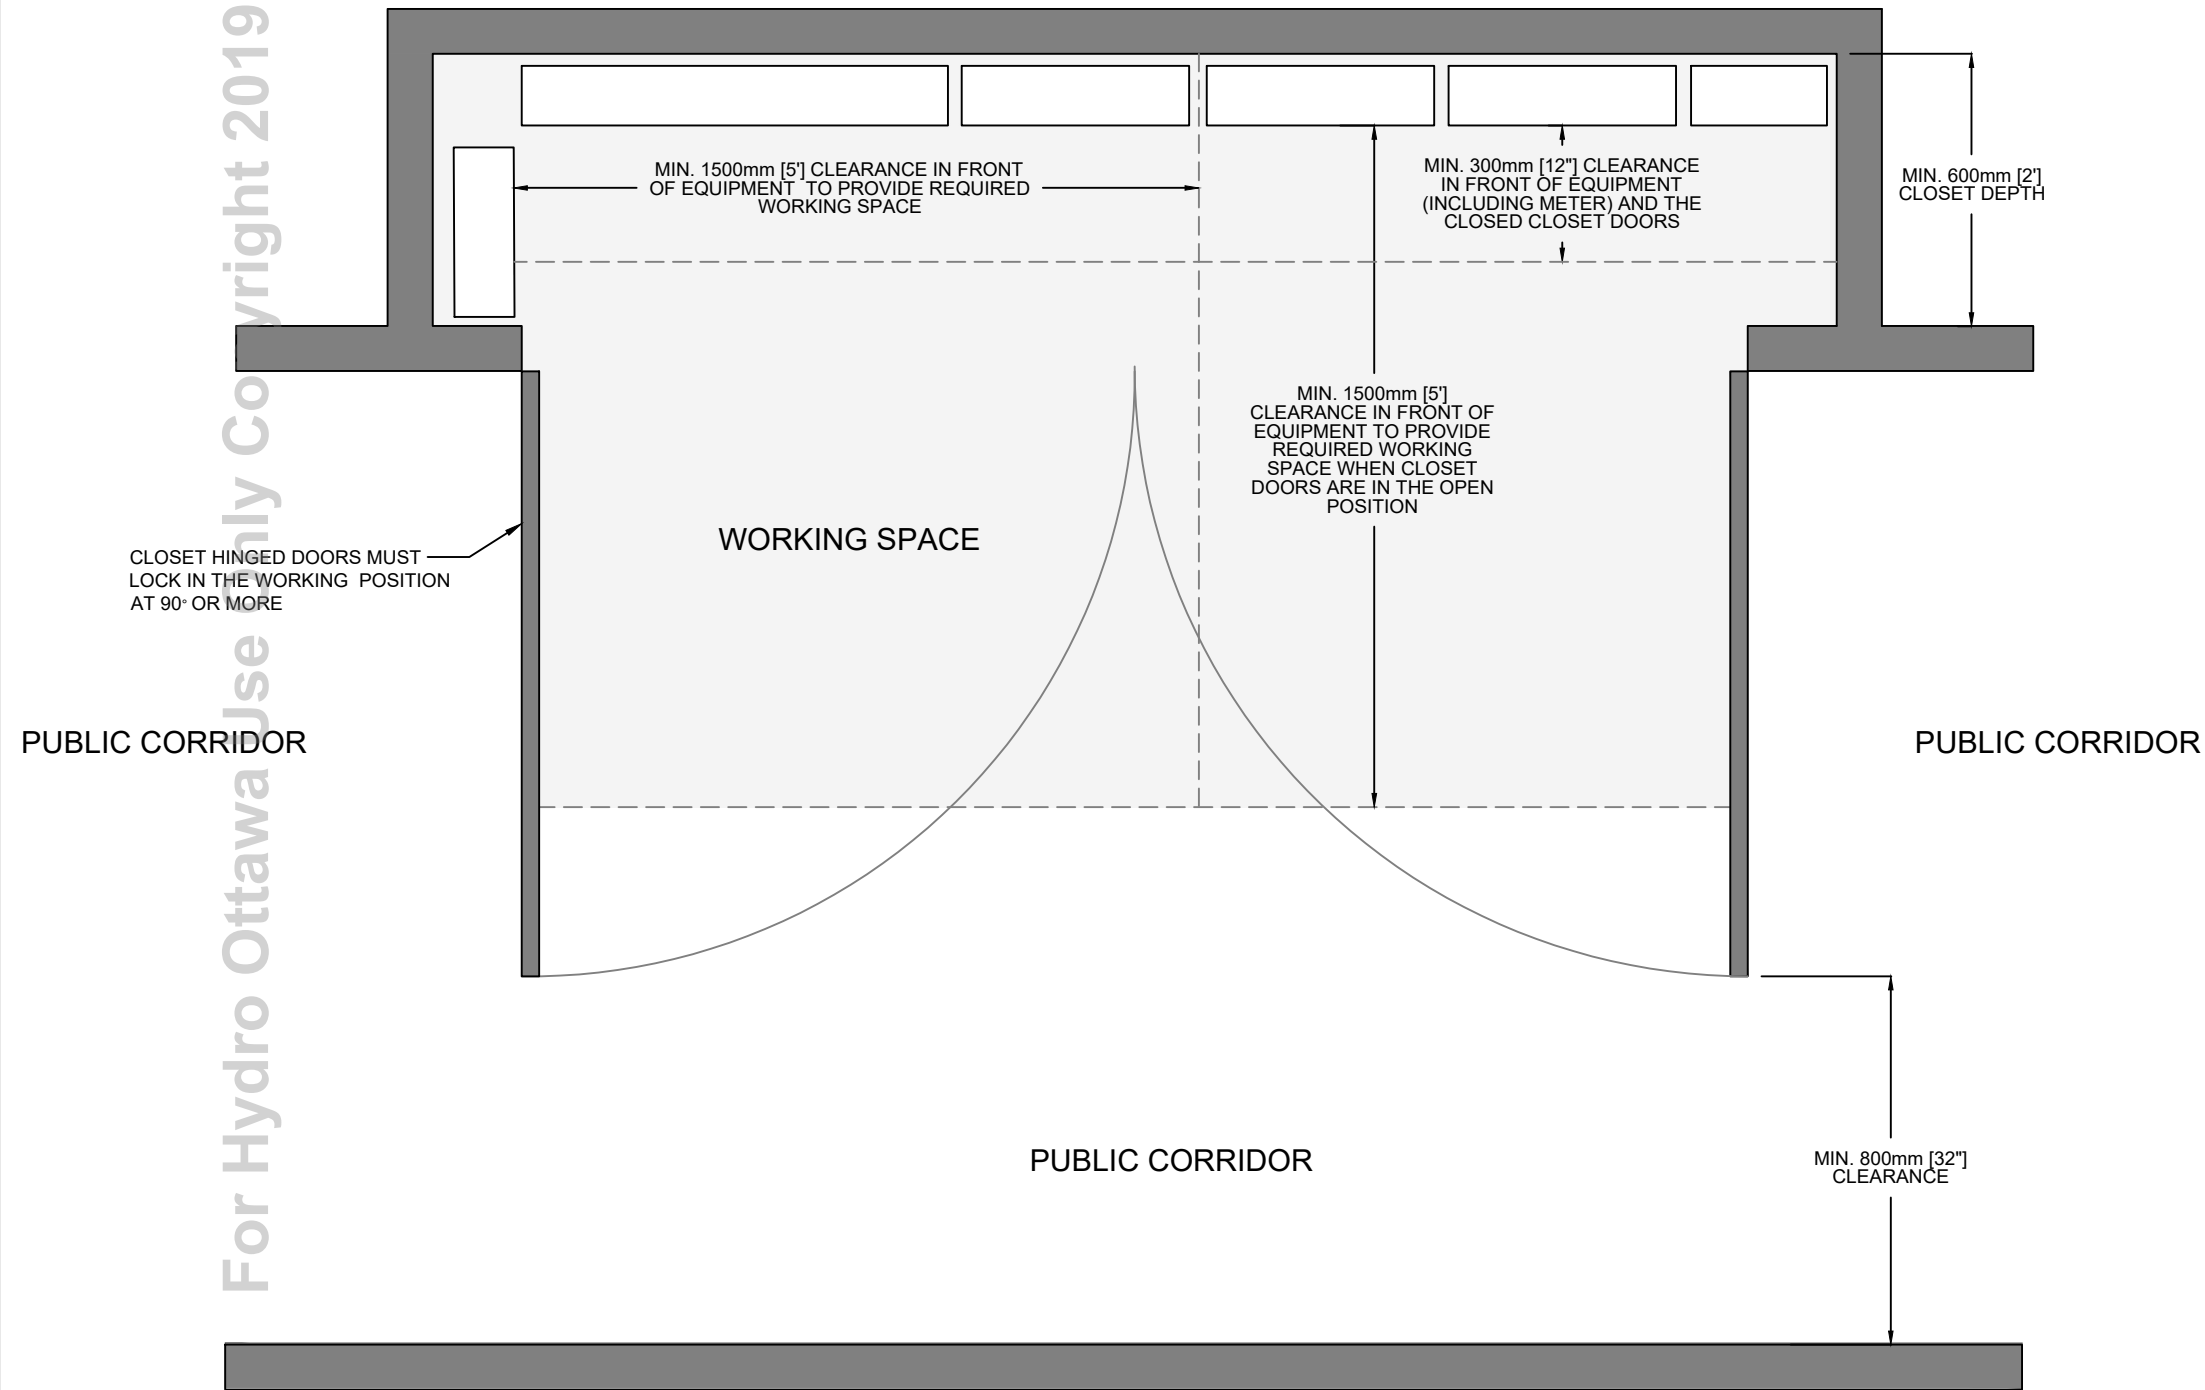 For Hydro Ottawa Use Only Copyright 2019
MIN. 1500mm [5'] CLEARANCE IN FRONT
OF EQUIPMENT TO PROVIDE REQUIRED
WORKING SPACE
MIN. 300mm [12"] CLEARANCE
IN FRONT OF EQUIPMENT
(INCLUDING METER) AND THE
CLOSED CLOSET DOORS
MIN. 600mm [2']
CLOSET DEPTH
MIN. 1500mm [5']
CLEARANCE IN FRONT OF
EQUIPMENT TO PROVIDE
REQUIRED WORKING
SPACE WHEN CLOSET
DOORS ARE IN THE OPEN
POSITION
WORKING SPACE
CLOSET HINGED DOORS MUST
LOCK IN THE WORKING POSITION
AT 90° OR MORE
PUBLIC CORRIDOR
PUBLIC CORRIDOR
PUBLIC CORRIDOR
MIN. 800mm [32"]
CLEARANCE